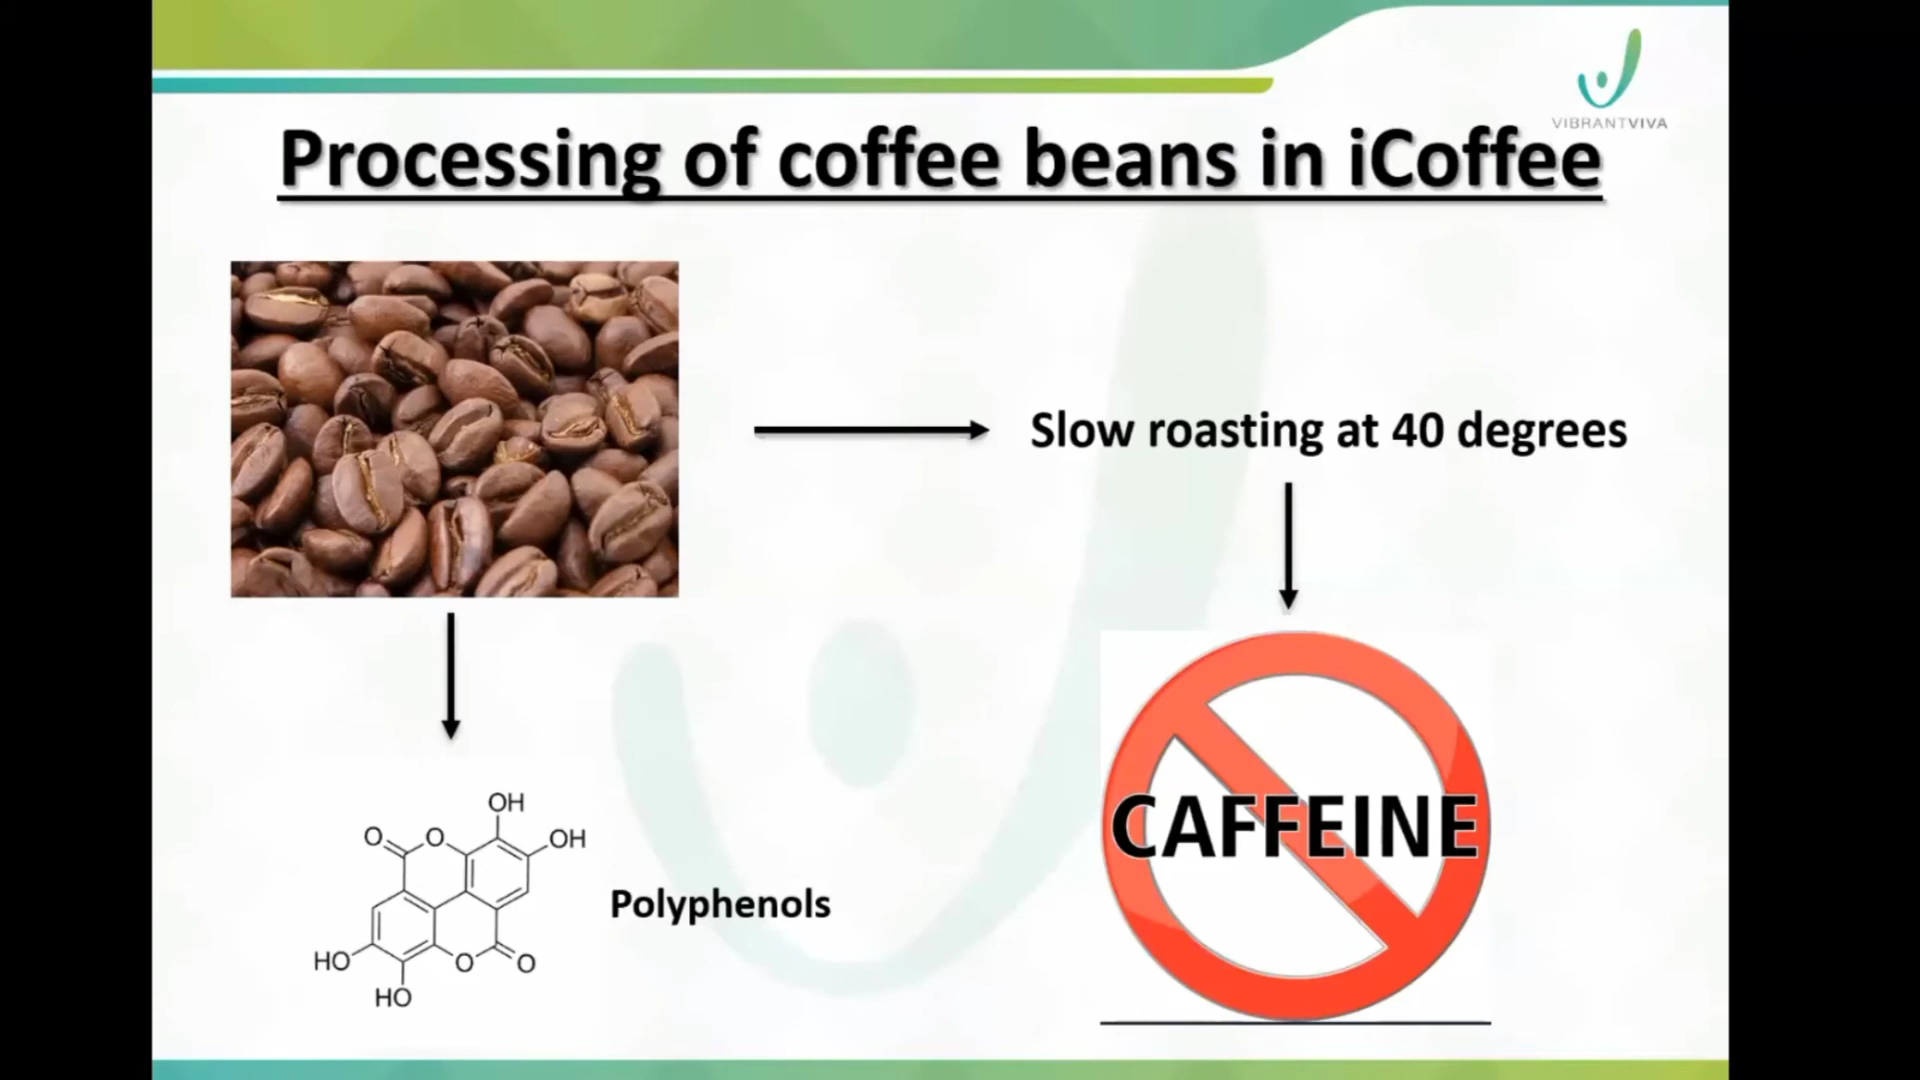 VIBRANTVIVA
Processing of coffee beans in iCoffee
Slow roasting at 40 degrees
CAFFEINE
OH
O
O
OH
Polyphenols
HO
O
O
HO